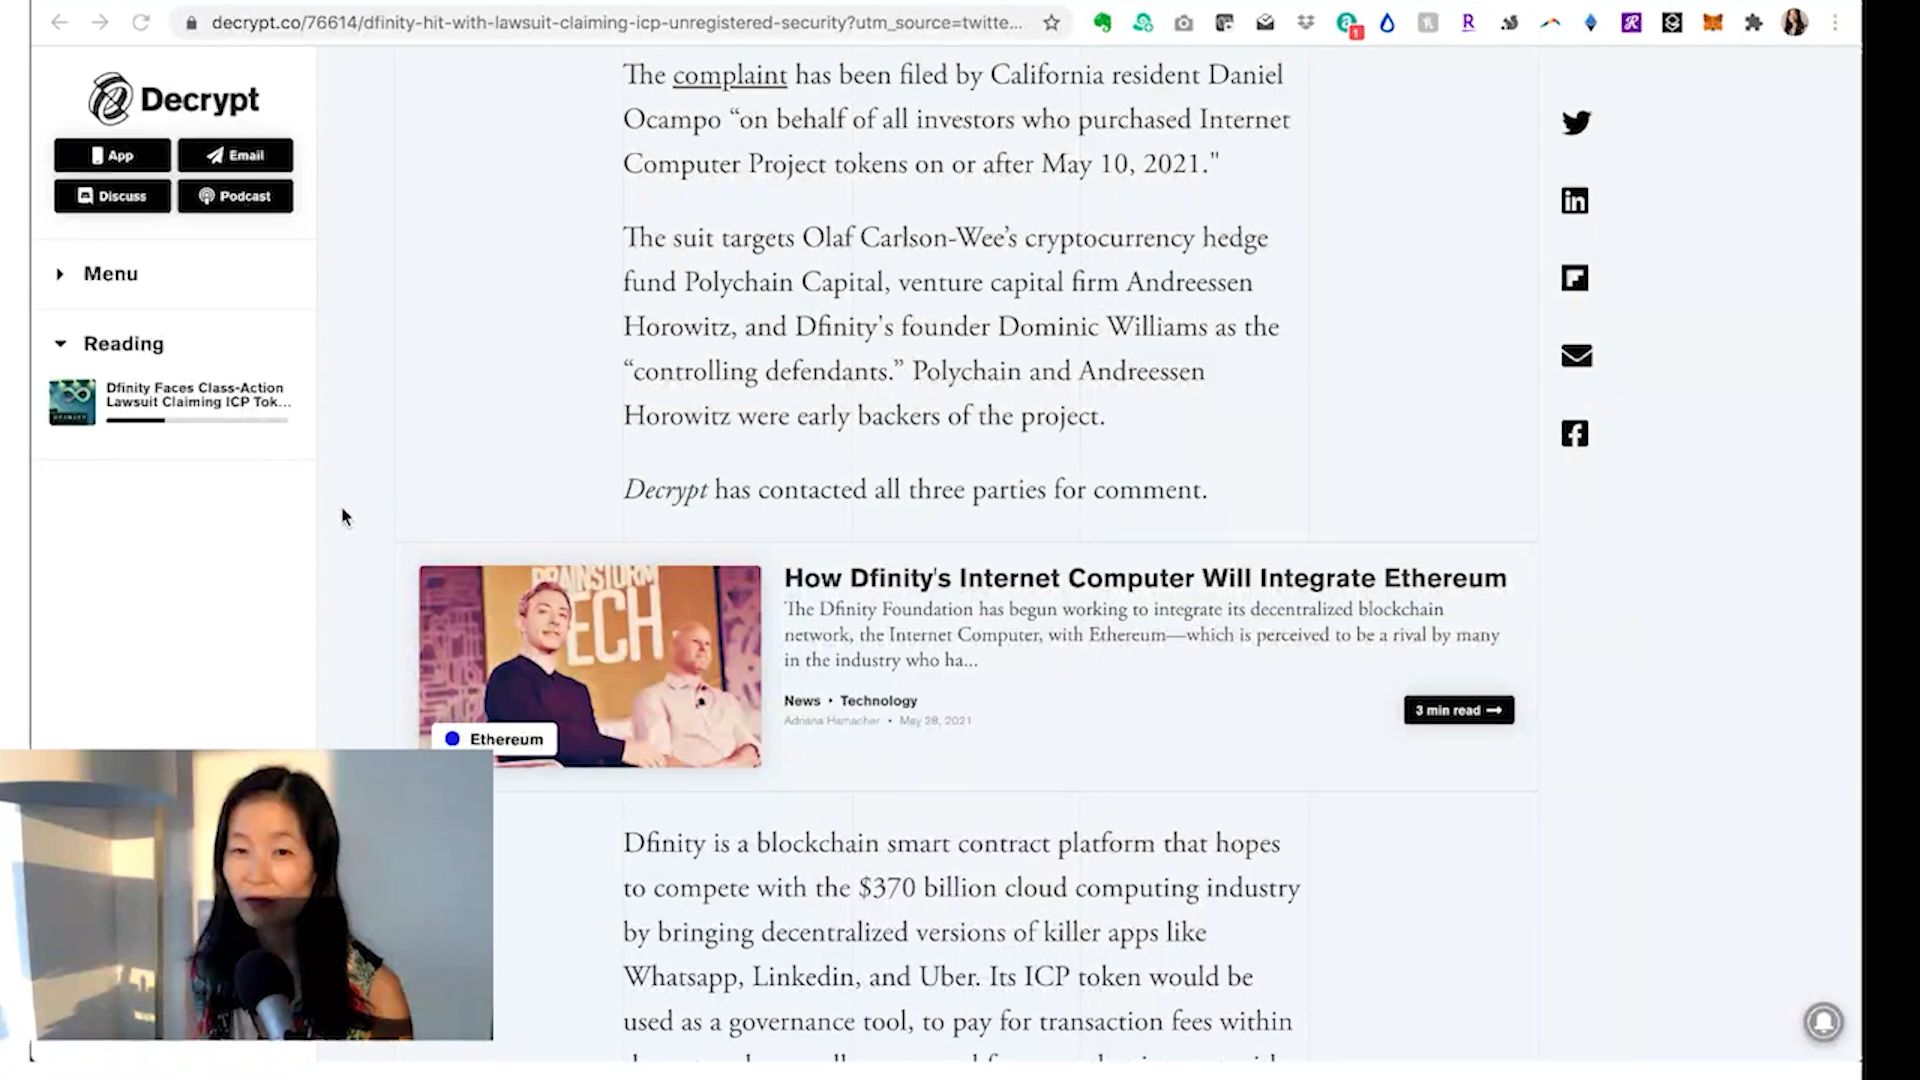 decrypt.co/76614/dfinity-hit-with-lawsuit-claiming-icp-unregistered-security?utm_source=twitte...
Decrypt
App
Email
Discuss
Podcast
Menu
Reading
Dfinity Faces Class-Action
Lawsuit Claiming ICP Tok...
The complaint has been filed by California resident Daniel
Ocampo “on behalf of all investors who purchased Internet
Computer Project tokens on or after May 10, 2021."
The suit targets Olaf Carlson-Wee’s cryptocurrency hedge
fund Polychain Capital, venture capital firm Andreessen
Horowitz, and Dfinity's founder Dominic Williams as the
“controlling defendants.” Polychain and Andreessen
Horowitz were early backers of the project.
Decrypt has contacted all three parties for comment.
BRAINSTORM
TECH
Ethereum
How Dfinity's Internet Computer Will Integrate Ethereum
The Dfinity Foundation has begun working to integrate its decentralized blockchain
network, the Internet Computer, with Ethereum—which is perceived to be a rival by many
in the industry who ha...
News • Technology
Adriana Hamacher • May 28, 2021
3 min read
Dfinity is a blockchain smart contract platform that hopes
to compete with the $370 billion cloud computing industry
by bringing decentralized versions of killer apps like
Whatsapp, Linkedin, and Uber. Its ICP token would be
used as a governance tool, to pay for transaction fees within